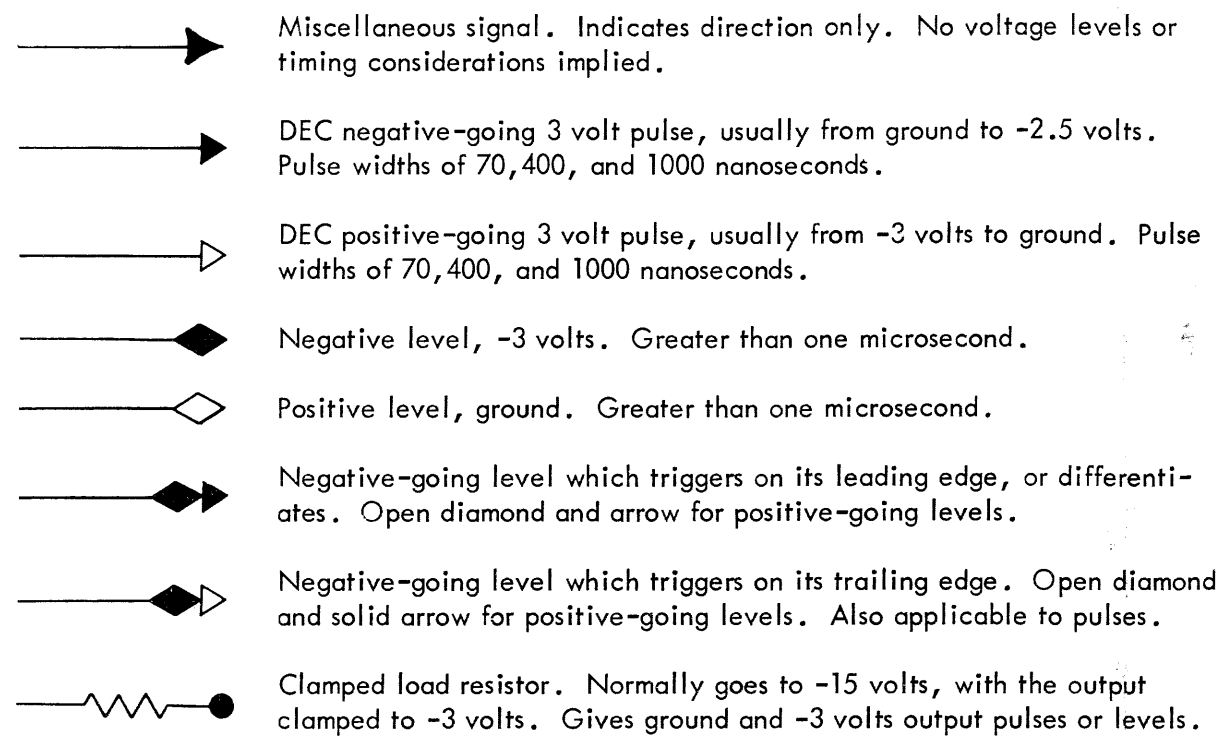 Miscellaneous signal. Indicates direction only. No voltage levels or
timing considerations implied.
DEC negative-going 3 volt pulse, usually from ground to -2.5 volts.
Pulse widths of 70,400, and 1000 nanoseconds.
DEC positive-going 3 volt pulse, usually from -3 volts to ground. Pulse
widths of 70,400, and 1000 nanoseconds.
Negative level, -3 volts. Greater than one microsecond.
Positive level, ground. Greater than one microsecond.
Negative-going level which triggers on its leading edge, or differenti-
ates. Open diamond and arrow for positive-going levels.
Negative-going level which triggers on its trailing edge. Open diamond
and solid arrow for positive-going levels. Also applicable to pulses.
Clamped load resistor. Normally goes to -15 volts, with the output
clamped to -3 volts. Gives ground and -3 volts output pulses or levels.